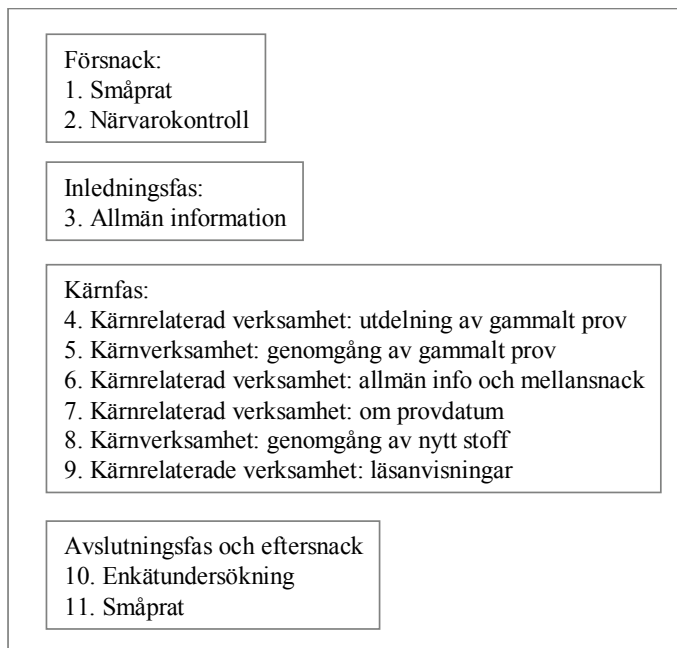 Försnack:
1. Småprat
2. Närvarokontroll
Inledningsfas:
3. Allmän information
Kärnfas:
4. Kärnrelaterad verksamhet: utdelning av gammalt prov
5. Kärnverksamhet: genomgång av gammalt prov
6. Kärnrelaterad verksamhet: allmän info och mellansnack
7. Kärnrelaterad verksamhet: om provdatum
8. Kärnverksamhet: genomgång av nytt stoff
9. Kärnrelaterade verksamhet: läsanvisningar
Avslutningsfas och eftersnack
10. Enkätundersökning
11. Småprat